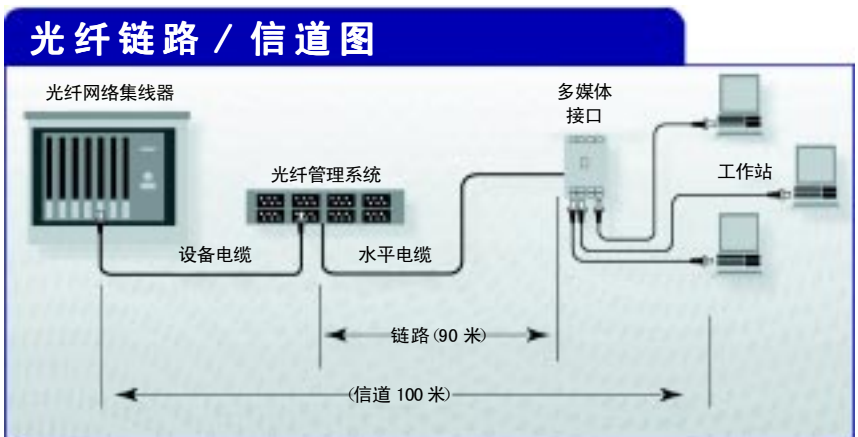 光纤链路 / 信道图
光纤网络集线器
多媒体
接口
光纤管理系统
工作站
设备电缆
水平电缆
链路(90 米)
(信道 100 米)